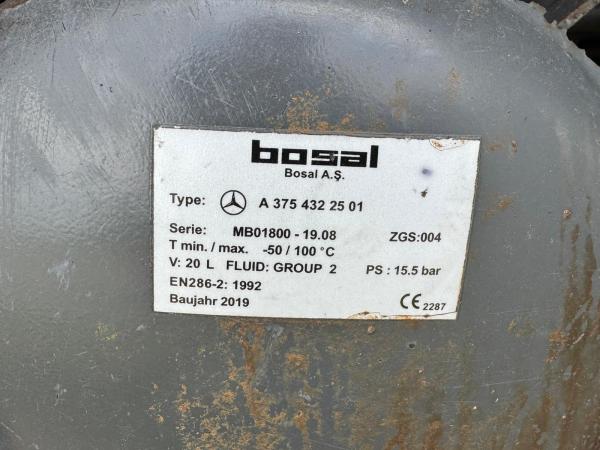 bosal
Bosal A.Ş.
Type: A 375 432 25 01
Serie: MB01800 - 19.08 ZGS:004
T min. / max. -50 / 100 °C
V: 20 L FLUID: GROUP 2 PS : 15.5 bar
EN286-2: 1992
Baujahr 2019 CE 2287